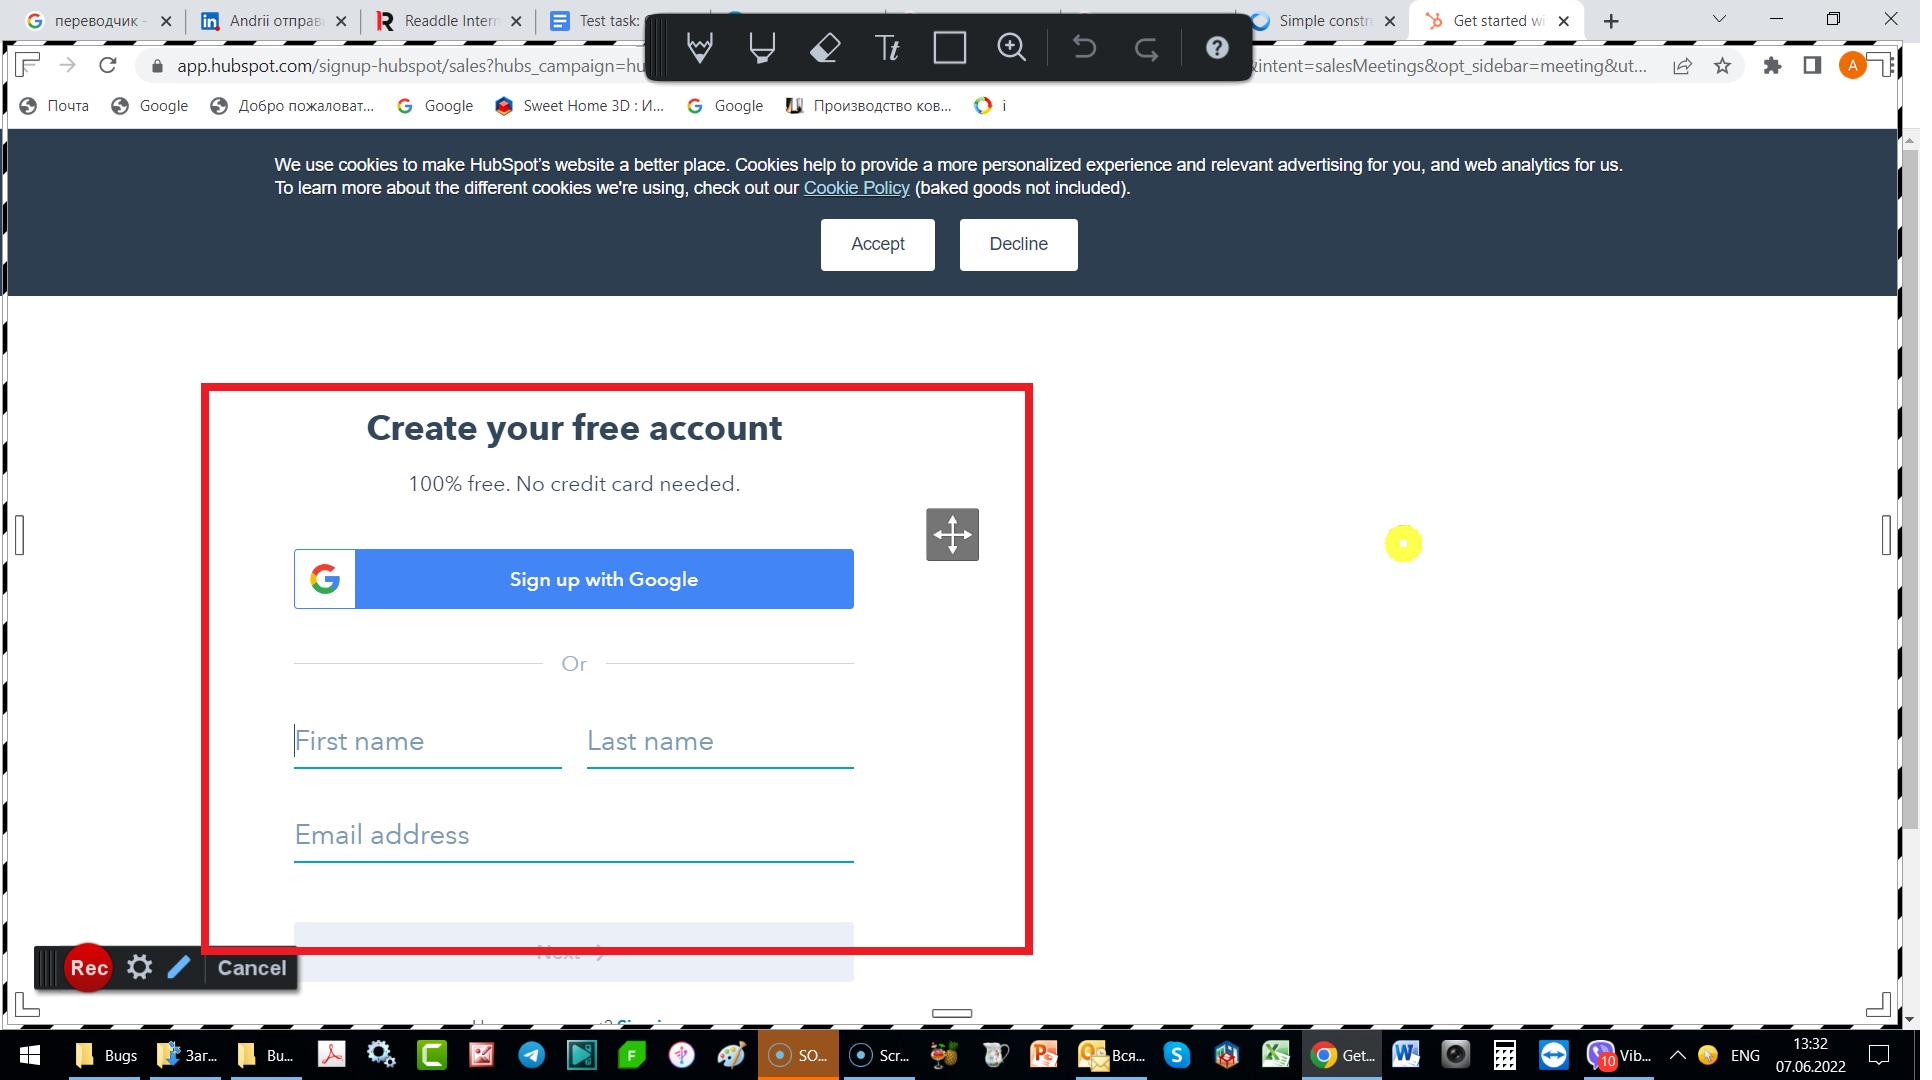 переводчик -
Andrii отправ
Readdle Intern
Test task:
Simple constr
Get started wi
app.hubspot.com/signup-hubspot/sales?hubs_campaign=hu
intent=salesMeetings&opt_sidebar=meeting&ut...
A
Почта
Google
Добро пожаловат...
Google
Sweet Home 3D : И...
Google
Производство ков...
i
We use cookies to make HubSpot's website a better place. Cookies help to provide a more personalized experience and relevant advertising for you, and web analytics for us.
To learn more about the different cookies we're using, check out our Cookie Policy (baked goods not included).
Accept
Decline
Create your free account
100% free. No credit card needed.
Sign up with Google
Or
First name
Last name
Email address
Next
Rec
Cancel
Bugs
Заг...
Bu...
SO...
Scr...
Вся...
Get...
10
Vib...
ENG
13:32
07.06.2022